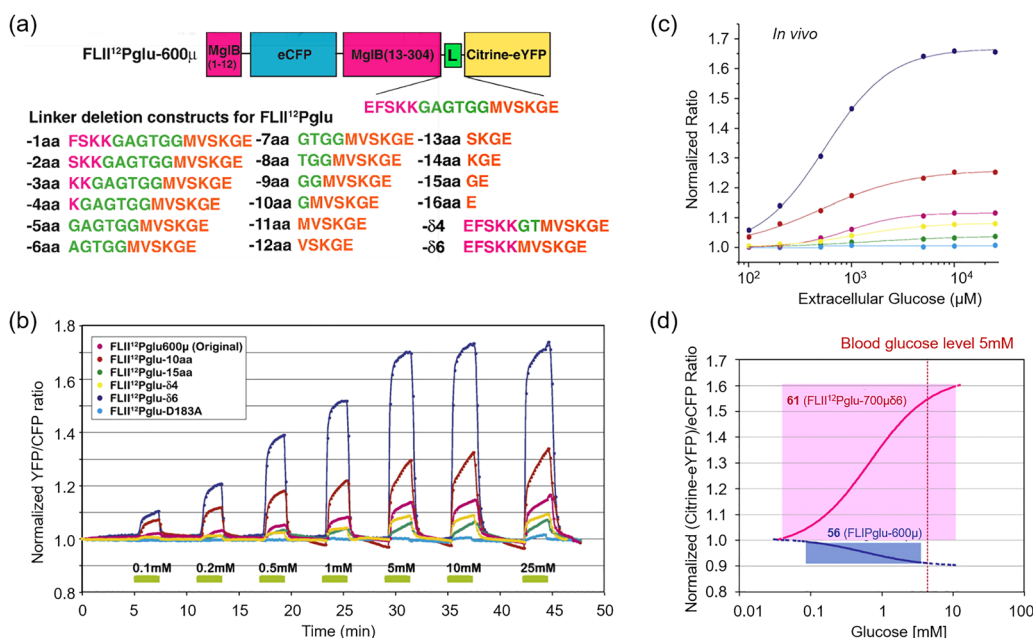 (a)
FLII¹²Pglu-600μ
MglB
(1-12)
eCFP
MglB(13-304)
L
Citrine-eYFP
EFSKKGAGTGGMVSKGE
Linker deletion constructs for FLII¹²Pglu
-1aa FSKKGAGTGGMVSKGE -7aa GTGGMVSKGE -13aa SKGE
-2aa SKKGAGTGGMVSKGE -8aa TGGMVSKGE -14aa KGE
-3aa KKGAGTGGMVSKGE -9aa GGMVSKGE -15aa GE
-4aa KGAGTGGMVSKGE -10aa GMVSKGE -16aa E
-5aa GAGTGGMVSKGE -11aa MVSKGE -δ4 EFSKKGTMVSKGE
-6aa AGTGGMVSKGE -12aa VSKGE -δ6 EFSKKMVSKGE
(b)
Normalized YFP/CFP ratio
1.8
1.6
1.4
1.2
1.0
0.8
FLII¹²Pglu600μ (Original)
FLII¹²Pglu-10aa
FLII¹²Pglu-15aa
FLII¹²Pglu-δ4
FLII¹²Pglu-δ6
FLII¹²Pglu-D183A
0.1mM 0.2mM 0.5mM 1mM 5mM 10mM 25mM
0 5 10 15 20 25 30 35 40 45 50
Time (min)
(c)
In vivo
Normalized Ratio
1.7
1.6
1.5
1.4
1.3
1.2
1.1
1.0
10² 10³ 10⁴
Extracellular Glucose (μM)
(d)
Blood glucose level 5mM
Normalized (Citrine-eYFP)/eCFP Ratio
1.7
1.6
1.5
1.4
1.3
1.2
1.1
1.0
0.9
0.8
61 (FLII¹²Pglu-700μδ6)
56 (FLIPglu-600μ)
0.01 0.1 1 10 100
Glucose [mM]